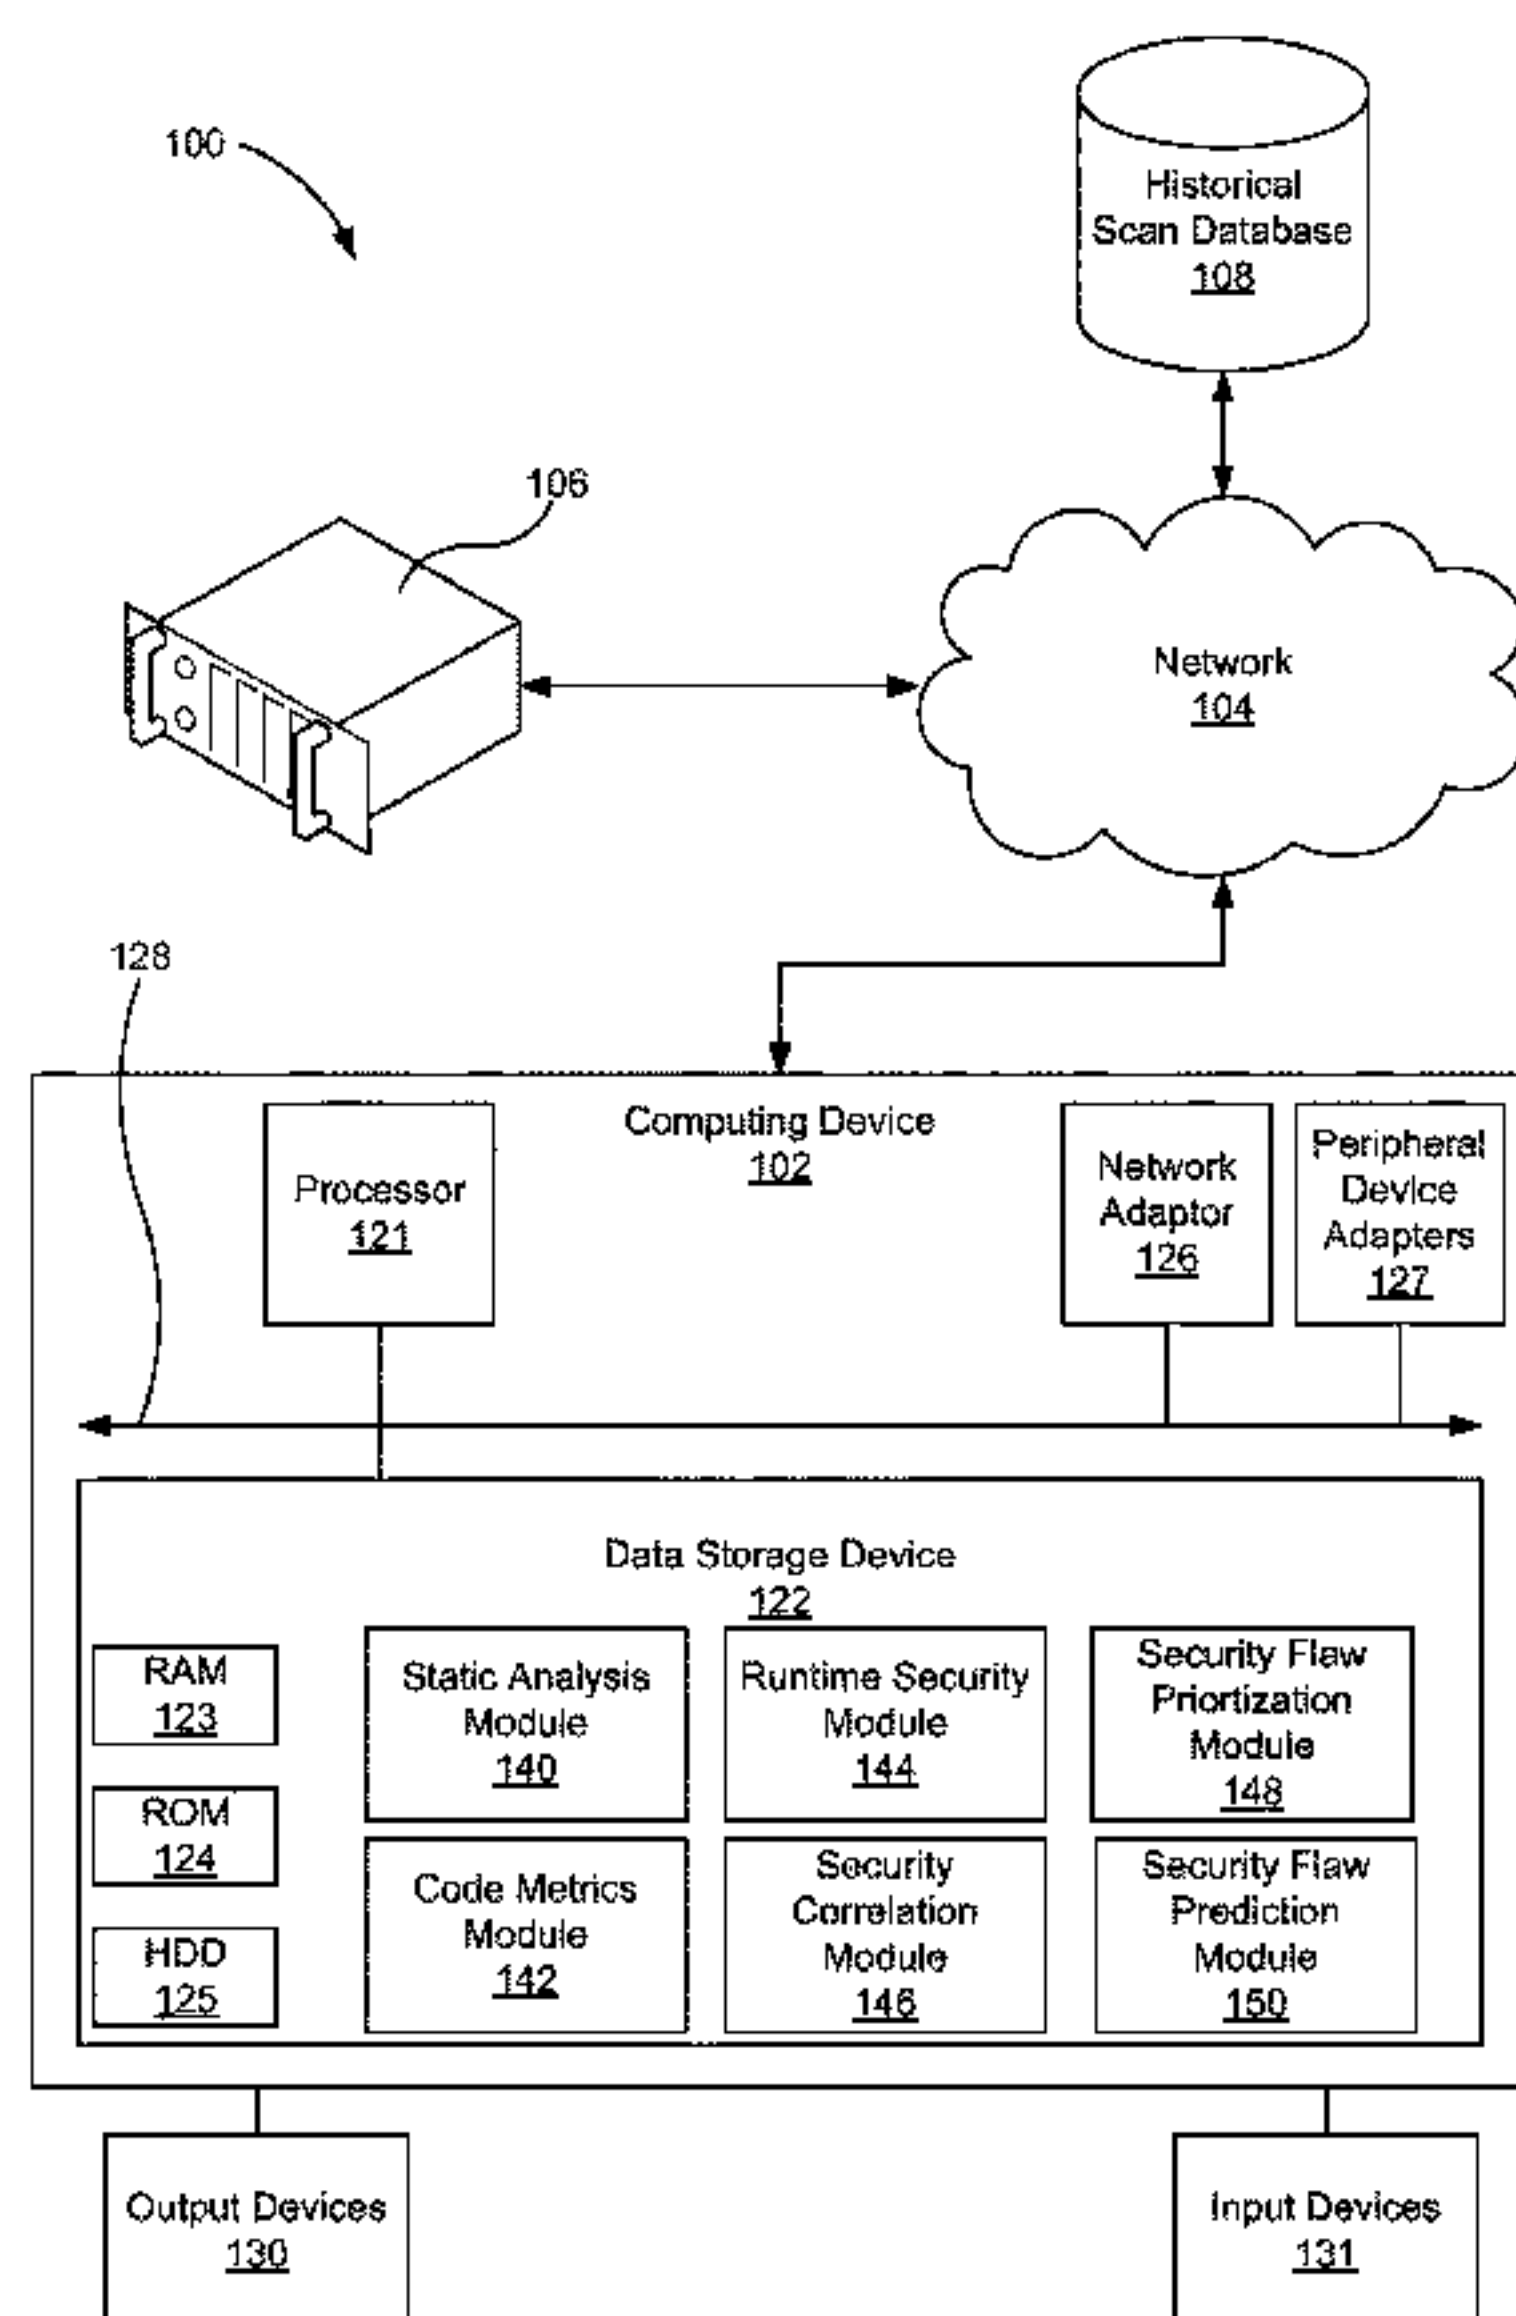 100
Historical
Scan Database
108
106
Network
104
128
Computing Device
102
Processor
121
Network
Adaptor
126
Peripheral
Device
Adapters
127
Data Storage Device
122
RAM
123
ROM
124
HDD
125
Static Analysis
Module
140
Runtime Security
Module
144
Security Flaw
Priortization
Module
148
Code Metrics
Module
142
Security
Correlation
Module
146
Security Flaw
Prediction
Module
150
Output Devices
130
Input Devices
131